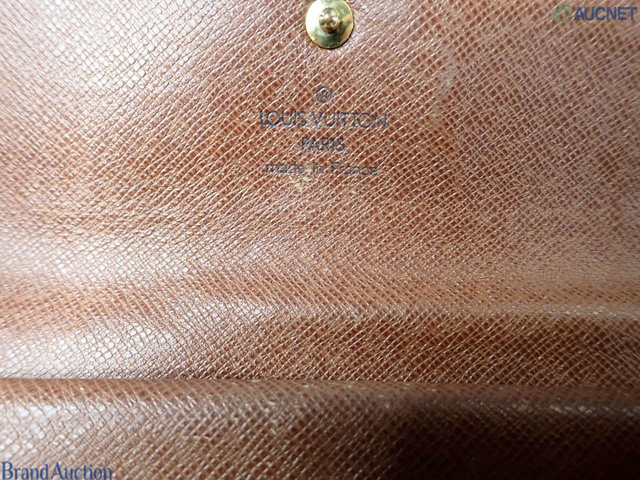 AUCNET
®
LOUIS VUITTON
PARIS
made in France
Brand Auction